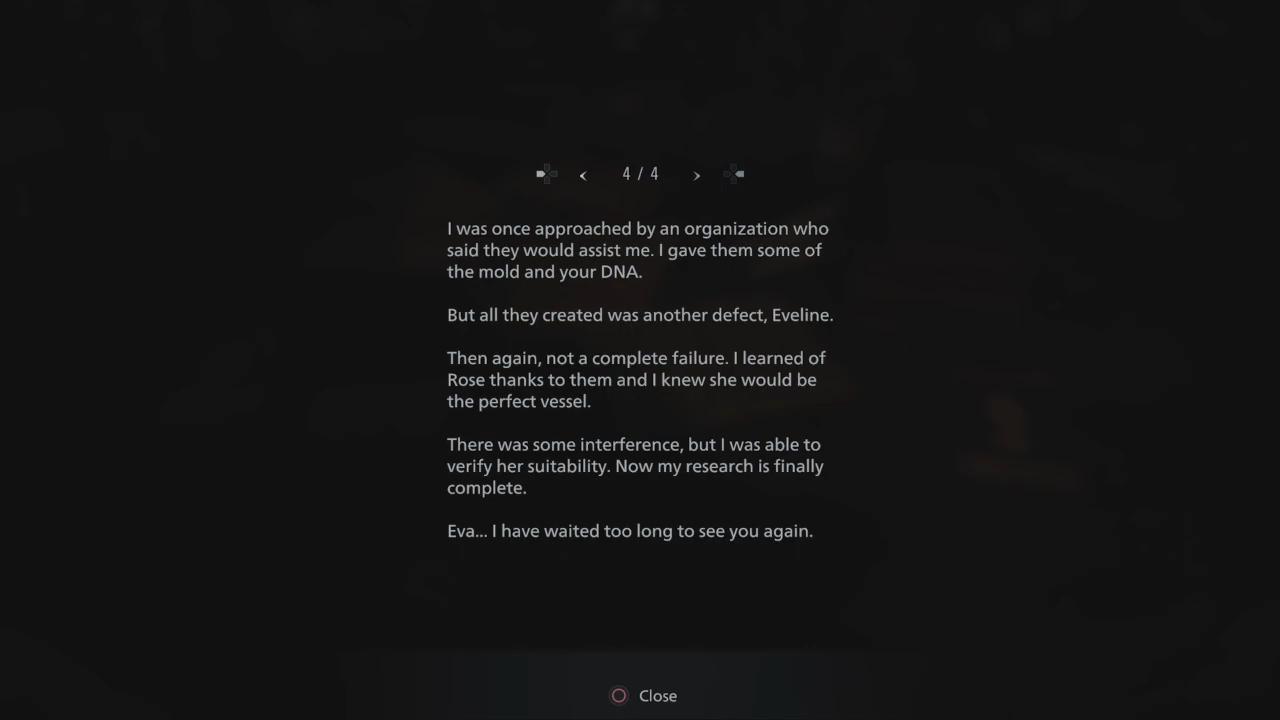 4 / 4
I was once approached by an organization who
said they would assist me. I gave them some of
the mold and your DNA.
But all they created was another defect, Eveline.
Then again, not a complete failure. I learned of
Rose thanks to them and I knew she would be
the perfect vessel.
There was some interference, but I was able to
verify her suitability. Now my research is finally
complete.
Eva... I have waited too long to see you again.
Close